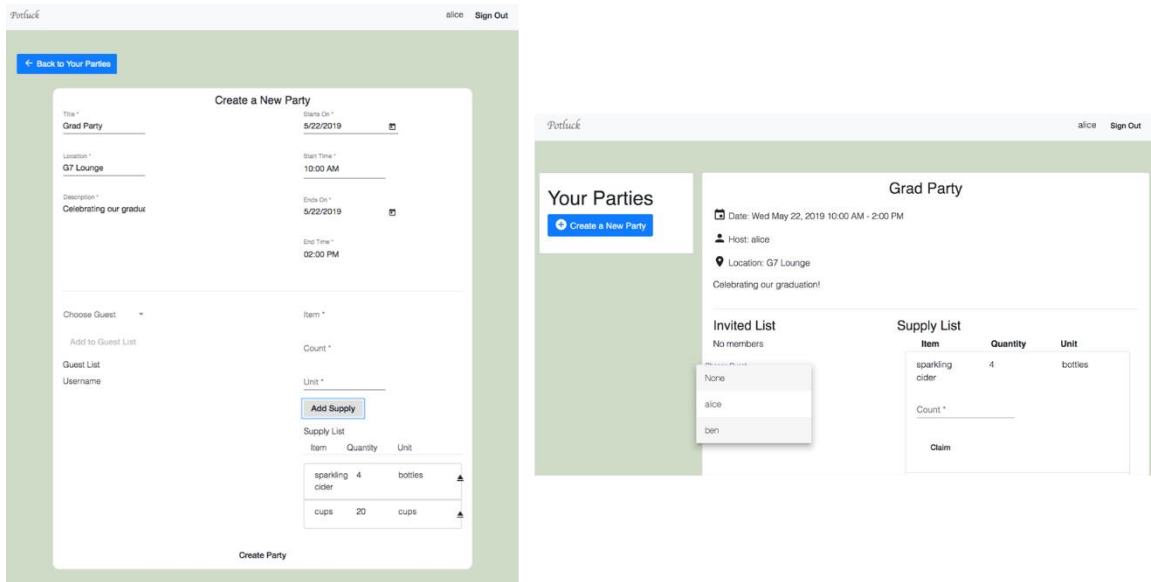 Potluck
alice Sign Out
← Back to Your Parties
Create a New Party
Title *
Grad Party
Starts On *
5/22/2019
Location *
G7 Lounge
Start Time *
10:00 AM
Description *
Celebrating our gradua
Ends On *
5/22/2019
End Time *
02:00 PM
Choose Guest
Add to Guest List
Guest List
Username
Item *
Count *
Unit *
Add Supply
Supply List
Item Quantity Unit
sparkling 4 bottles
cider
cups 20 cups
Create Party
Potluck
alice Sign Out
Your Parties
Create a New Party
Grad Party
Date: Wed May 22, 2019 10:00 AM - 2:00 PM
Host: alice
Location: G7 Lounge
Celebrating our graduation!
Invited List
No members
None
alice
ben
Supply List
Item Quantity Unit
sparkling 4 bottles
cider
Count *
Claim